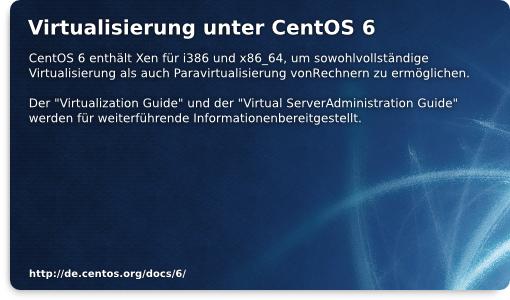 Virtualisierung unter CentOS 6
CentOS 6 enthält Xen für i386 und x86_64, um sowohlvollständige
Virtualisierung als auch Paravirtualisierung vonRechnern zu ermöglichen.
Der "Virtualization Guide" und der "Virtual ServerAdministration Guide"
werden für weiterführende Informationenbereitgestellt.
http://de.centos.org/docs/6/